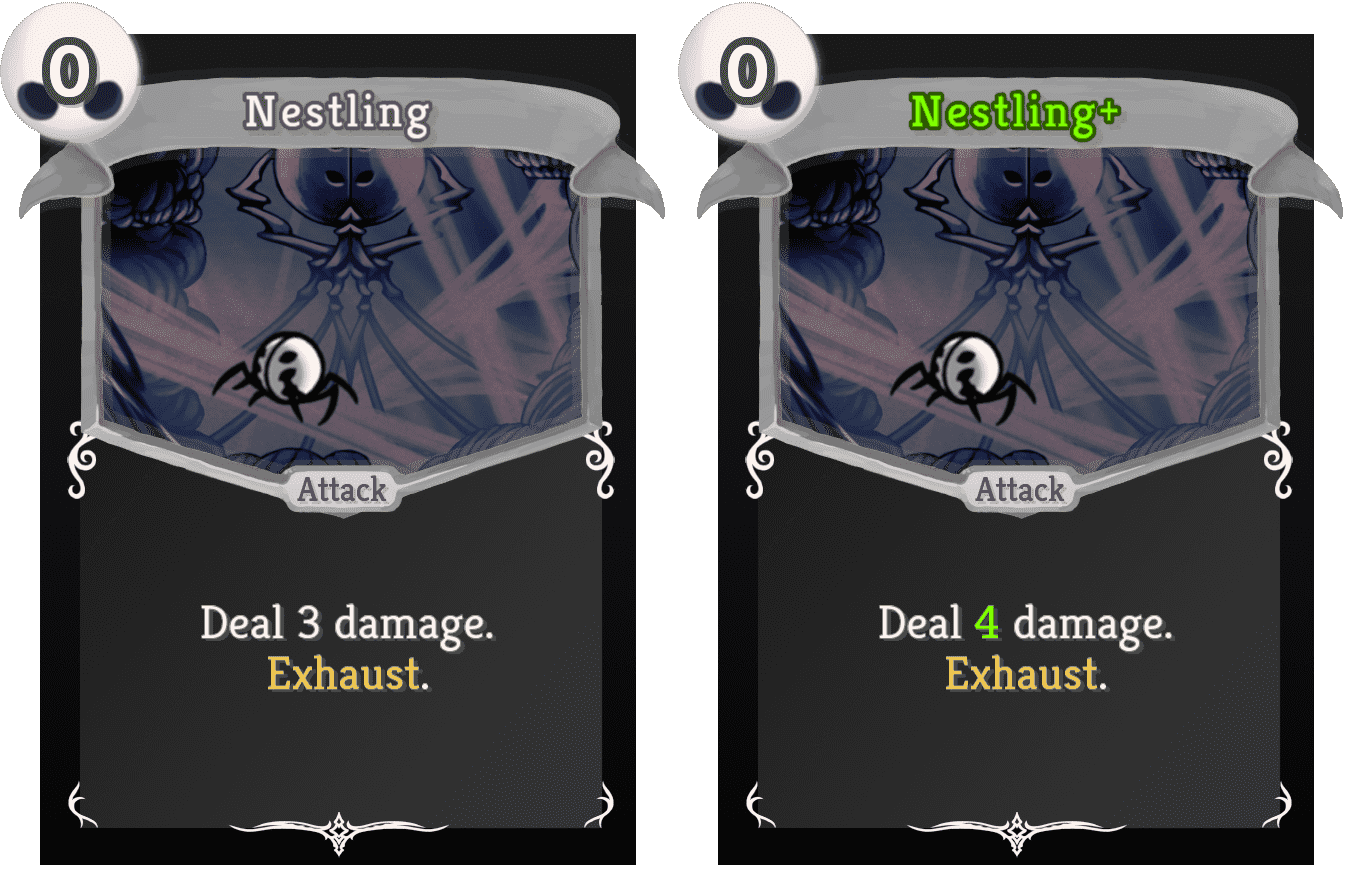 0
Nestling
Attack
Deal 3 damage.
Exhaust.
0
Nestling+
Attack
Deal 4 damage.
Exhaust.